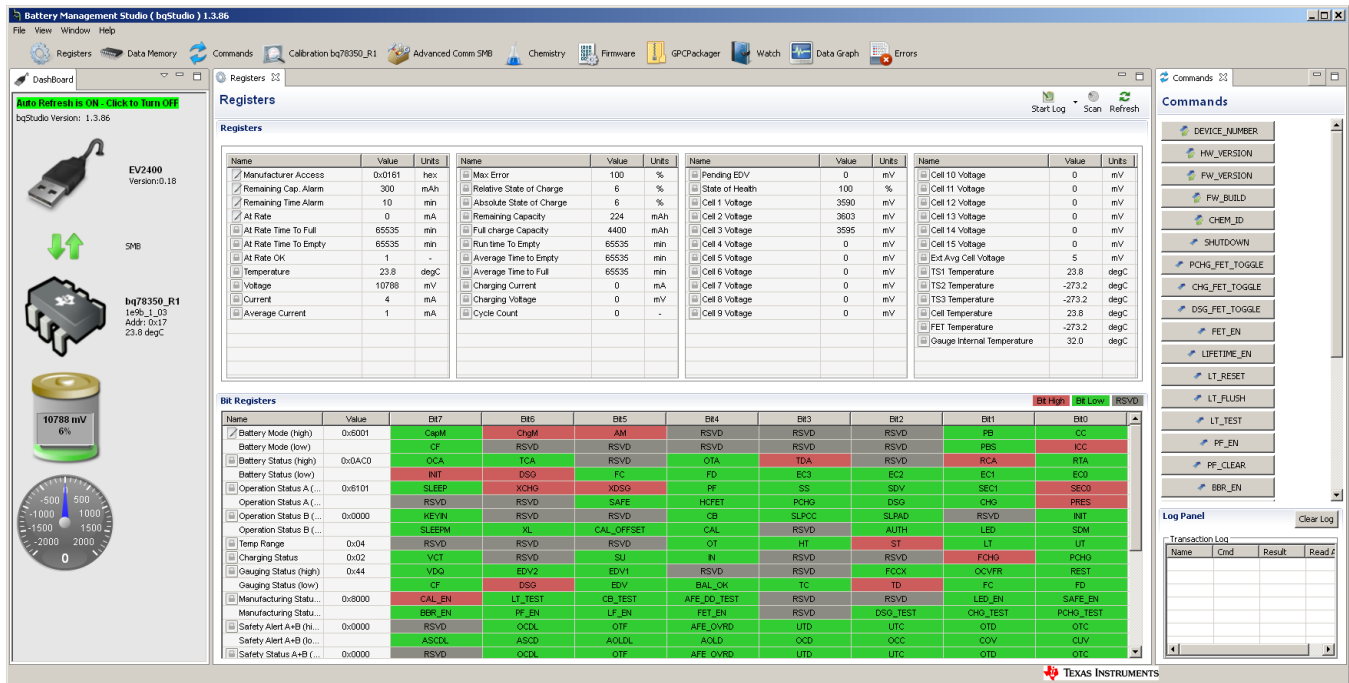 Battery Management Studio ( bqStudio ) 1.3.86
File View Window Help
Registers Data Memory Commands Calibration bq78350_R1 Advanced Comm SMB Chemistry Firmware GPCPackager Watch Data Graph Errors
DashBoard
Auto Refresh is ON - Click to Turn OFF
bqStudio Version: 1.3.86
EV2400
Version:0.18
SMB
bq78350_R1
1e9b_1_03
Addr: 0x17
23.8 degC
10788 mV
6%
-500 500
-1000 1000
-1500 1500
-2000 2000
0
Registers
Registers
Start Log Scan Refresh
Registers
Name Value Units
Manufacturer Access 0x0161 hex
Remaining Cap. Alarm 300 mAh
Remaining Time Alarm 10 min
At Rate 0 mA
At Rate Time To Full 65535 min
At Rate Time To Empty 65535 min
At Rate OK 1 -
Temperature 23.8 degC
Voltage 10788 mV
Current 4 mA
Average Current 1 mA
Name Value Units
Max Error 100 %
Relative State of Charge 6 %
Absolute State of Charge 6 %
Remaining Capacity 224 mAh
Full charge Capacity 4400 mAh
Run time To Empty 65535 min
Average Time to Empty 65535 min
Average Time to Full 65535 min
Charging Current 0 mA
Charging Voltage 0 mV
Cycle Count 0 -
Name Value Units
Pending EDV 0 mV
State of Health 100 %
Cell 1 Voltage 3590 mV
Cell 2 Voltage 3603 mV
Cell 3 Voltage 3595 mV
Cell 4 Voltage 0 mV
Cell 5 Voltage 0 mV
Cell 6 Voltage 0 mV
Cell 7 Voltage 0 mV
Cell 8 Voltage 0 mV
Cell 9 Voltage 0 mV
Name Value Units
Cell 10 Voltage 0 mV
Cell 11 Voltage 0 mV
Cell 12 Voltage 0 mV
Cell 13 Voltage 0 mV
Cell 14 Voltage 0 mV
Cell 15 Voltage 0 mV
Ext Avg Cell Voltage 5 mV
TS1 Temperature 23.8 degC
TS2 Temperature -273.2 degC
TS3 Temperature -273.2 degC
Cell Temperature 23.8 degC
FET Temperature -273.2 degC
Gauge Internal Temperature 32.0 degC
Bit Registers
Bit High Bit Low RSVD
Name Value Bit7 Bit6 Bit5 Bit4 Bit3 Bit2 Bit1 Bit0
Battery Mode (high) 0x6001 CapM ChgM AM RSVD RSVD RSVD PB CC
Battery Mode (low) CF RSVD RSVD RSVD RSVD RSVD PBS ICC
Battery Status (high) 0x0AC0 OCA TCA RSVD OTA TDA RSVD RCA RTA
Battery Status (low) INIT DSG FC FD EC3 EC2 EC1 EC0
Operation Status A (... 0x6101 SLEEP XCHG XDSG PF SS SDV SEC1 SEC0
Operation Status A (... RSVD RSVD SAFE HCFET PCHG DSG CHG PRES
Operation Status B (... 0x0000 KEYIN RSVD RSVD CB SLPCC SLPAD RSVD INIT
Operation Status B (... SLEEPM XL CAL_OFFSET CAL RSVD AUTH LED SDM
Temp Range 0x04 RSVD RSVD RSVD OT HT ST LT UT
Charging Status 0x02 VCT RSVD SU IN RSVD RSVD FCHG PCHG
Gauging Status (high) 0x44 VDQ EDV2 EDV1 RSVD RSVD FCCX OCVFR REST
Gauging Status (low) CF DSG EDV BAL_OK TC TD FC FD
Manufacturing Statu... 0x8000 CAL_EN LT_TEST CB_TEST AFE_DD_TEST RSVD RSVD LED_EN SAFE_EN
Manufacturing Statu... BBR_EN PF_EN LF_EN FET_EN RSVD DSG_TEST CHG_TEST PCHG_TEST
Safety Alert A+B (hi... 0x0000 RSVD OCDL OTF AFE_OVRD UTD UTC OTD OTC
Safety Alert A+B (lo... ASCDL ASCD AOLDL AOLD OCD OCC COV CUV
Safety Status A+B (... 0x0000 RSVD OCDL OTF AFE_OVRD UTD UTC OTD OTC
Commands
Commands
DEVICE_NUMBER
HW_VERSION
FW_VERSION
FW_BUILD
CHEM_ID
SHUTDOWN
PCHG_FET_TOGGLE
CHG_FET_TOGGLE
DSG_FET_TOGGLE
FET_EN
LIFETIME_EN
LT_RESET
LT_FLUSH
LT_TEST
PF_EN
PF_CLEAR
BBR_EN
Log Panel
Clear Log
Transaction Log
Name Cmd Result Read A
TEXAS INSTRUMENTS